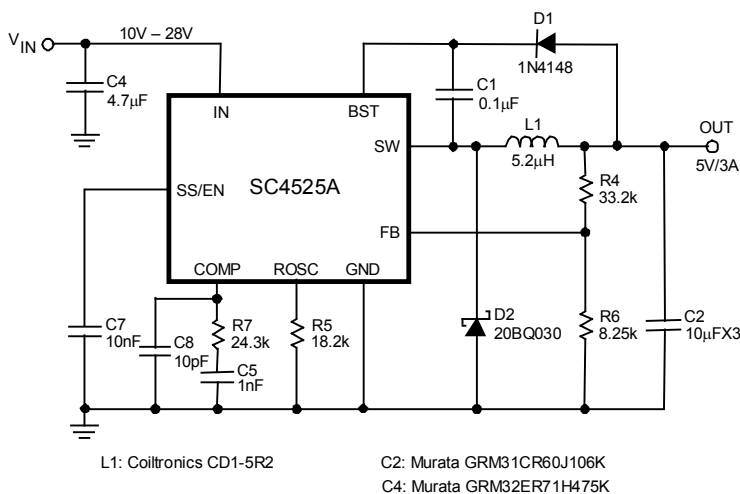 V_IN
10V – 28V
C4
4.7μF
D1
1N4148
C1
0.1μF
IN
BST
SW
L1
5.2μH
OUT
5V/3A
SS/EN
SC4525A
R4
33.2k
FB
COMP
ROSC
GND
C7
10nF
C8
10pF
R7
24.3k
C5
1nF
R5
18.2k
D2
20BQ030
R6
8.25k
C2
10μFX3
L1: Coiltronics CD1-5R2
C2: Murata GRM31CR60J106K
C4: Murata GRM32ER71H475K